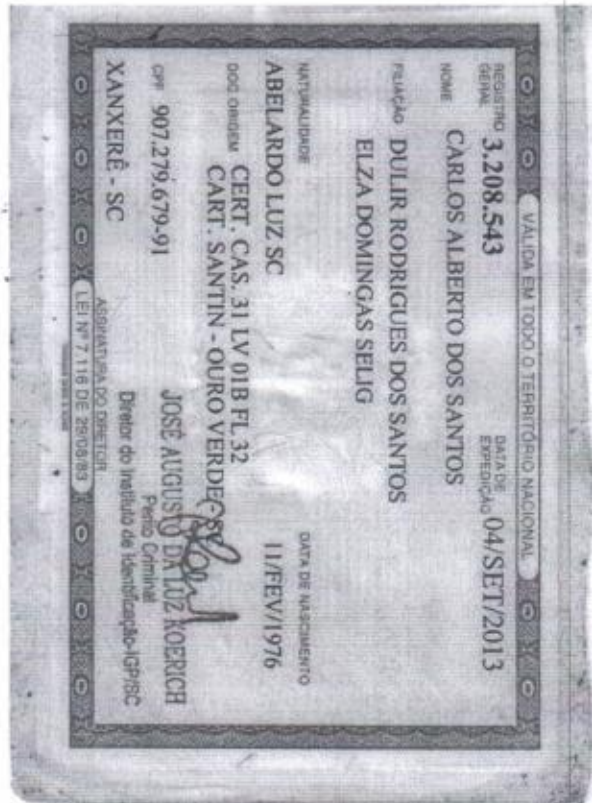 VÁLIDA EM TODO O TERRITÓRIO NACIONAL
REGISTRO GERAL 3.208.543 DATA DE EXPEDIÇÃO 04/SET/2013
NOME CARLOS ALBERTO DOS SANTOS
FILIAÇÃO DULIR RODRIGUES DOS SANTOS
ELZA DOMINGAS SELIG
NATURALIDADE DATA DE NASCIMENTO
ABELARDO LUZ SC 11/FEV/1976
DOC ORIGEM CERT. CAS. 31 LV 01B FL 32
CART. SANTIN - OURO VERDE
CPF 907.279.679-91
JOSÉ AUGUSTO DA LUZ KOERICH
Perito Criminal
XANXERÊ - SC Diretor do Instituto de Identificação-IGP/SC
ASSINATURA DO DIRETOR
LEI Nº 7.116 DE 29/08/83